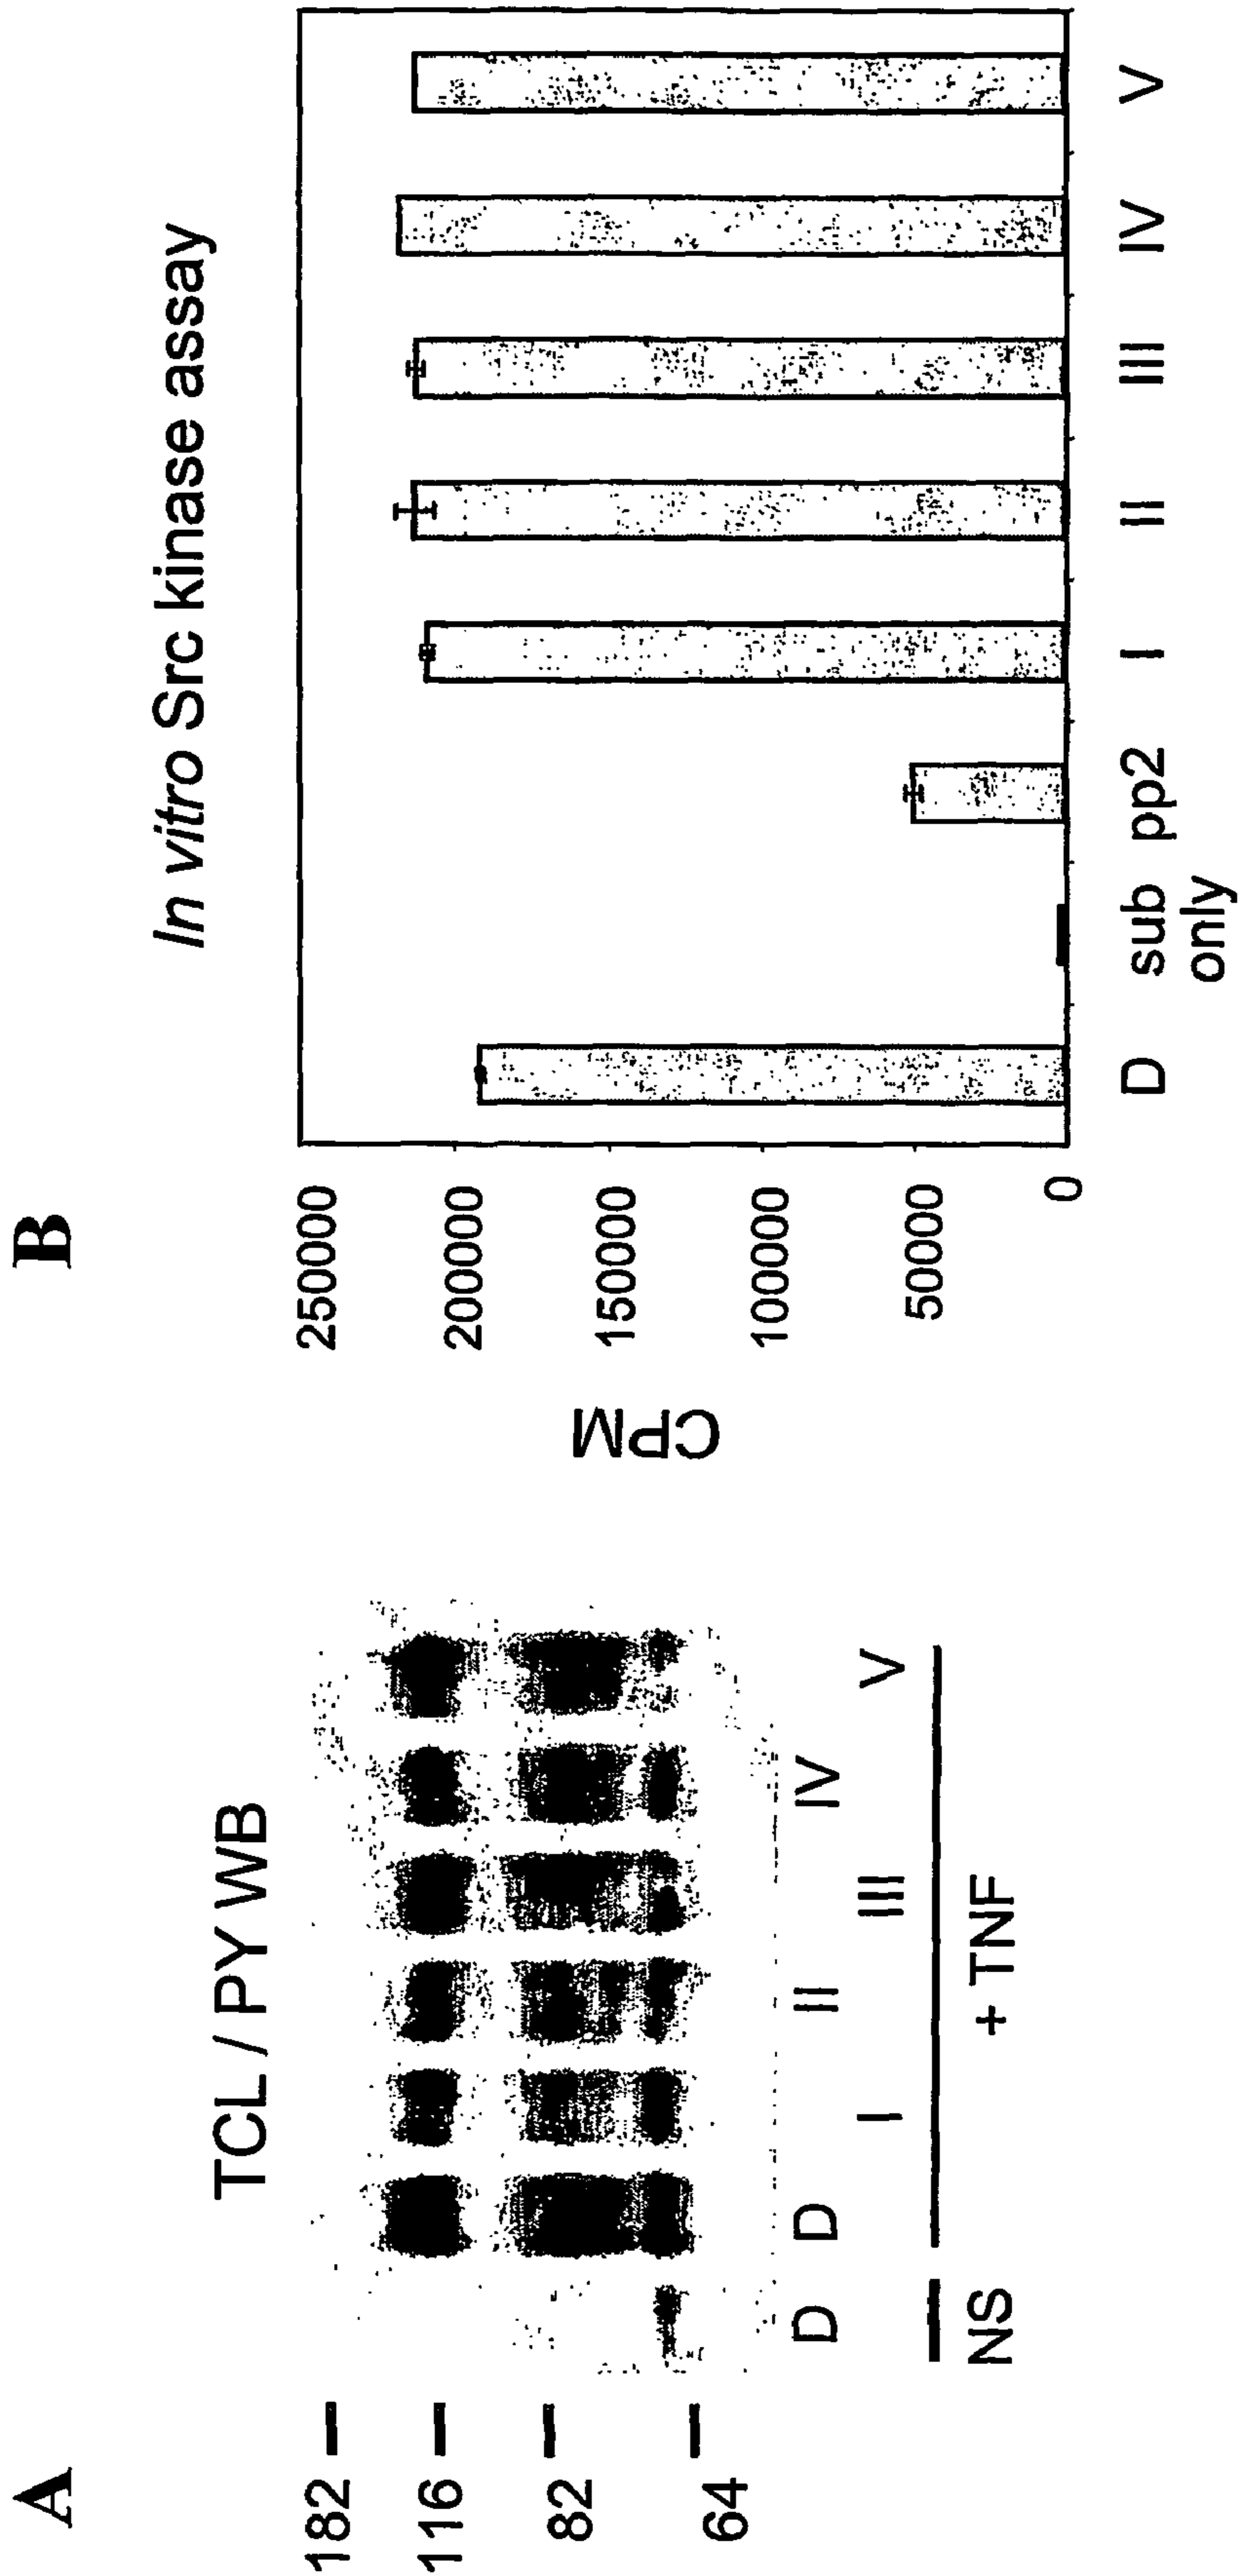 A
TCL / PY WB
182
116
82
64
D D I II III IV V
NS + TNF
B
In vitro Src kinase assay
CPM
250000
200000
150000
100000
50000
0
D sub only pp2 I II III IV V